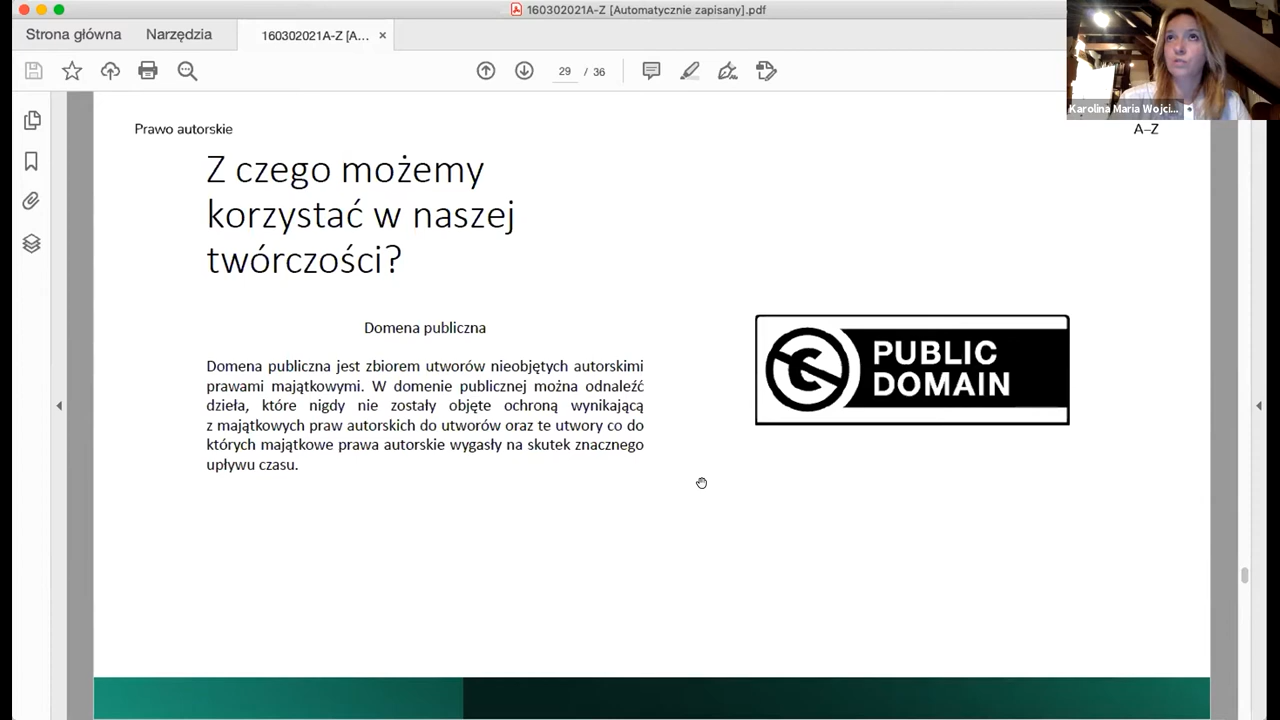 160302021A-Z [Automatycznie zapisany].pdf
Strona główna
Narzędzia
160302021A-Z [A...
29 / 36
Karolina Maria Wojci...
Prawo autorskie
A–Z
Z czego możemy
korzystać w naszej
twórczości?
Domena publiczna
Domena publiczna jest zbiorem utworów nieobjętych autorskimi
prawami majątkowymi. W domenie publicznej można odnaleźć
dzieła, które nigdy nie zostały objęte ochroną wynikającą
z majątkowych praw autorskich do utworów oraz te utwory co do
których majątkowe prawa autorskie wygasły na skutek znacznego
upływu czasu.
PUBLIC
DOMAIN